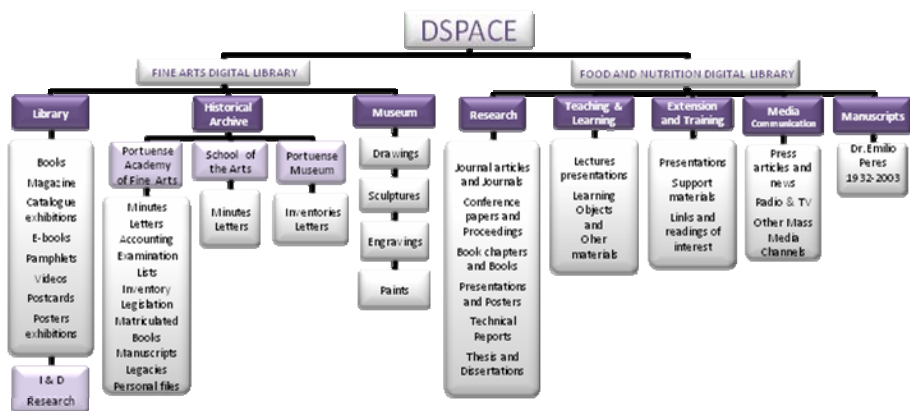 DSPACE
FINE ARTS DIGITAL LIBRARY
FOOD AND NUTRITION DIGITAL LIBRARY
Library
Books
Magazine
Catalogue
exhibitions
E-books
Pamphlets
Videos
Postcards
Posters
exhibitions
I & D
Research
Historical
Archive
Portuense
Academy
of Fine Arts
Minutes
Letters
Accounting
Examination
Lists
Inventory
Legislation
Matriculated
Books
Manuscripts
Legacies
Personal files
School of
the Arts
Minutes
Letters
Portuense
Museum
Inventories
Letters
Museum
Drawings
Sculptures
Engravings
Paints
Research
Journal articles
and Journals
Conference
papers and
Proceedings
Book chapters
and Books
Presentations
and Posters
Technical
Reports
Thesis and
Dissertations
Teaching &
Learning
Lectures
presentations
Learning
Objects
and
Oher
materials
Extension
and Training
Presentations
Support
materials
Links and
readings of
interest
Media
Communication
Press
articles and
news
Radio & TV
Other Mass
Media
Channels
Manuscripts
Dr. Emilio
Peres
1932-2003